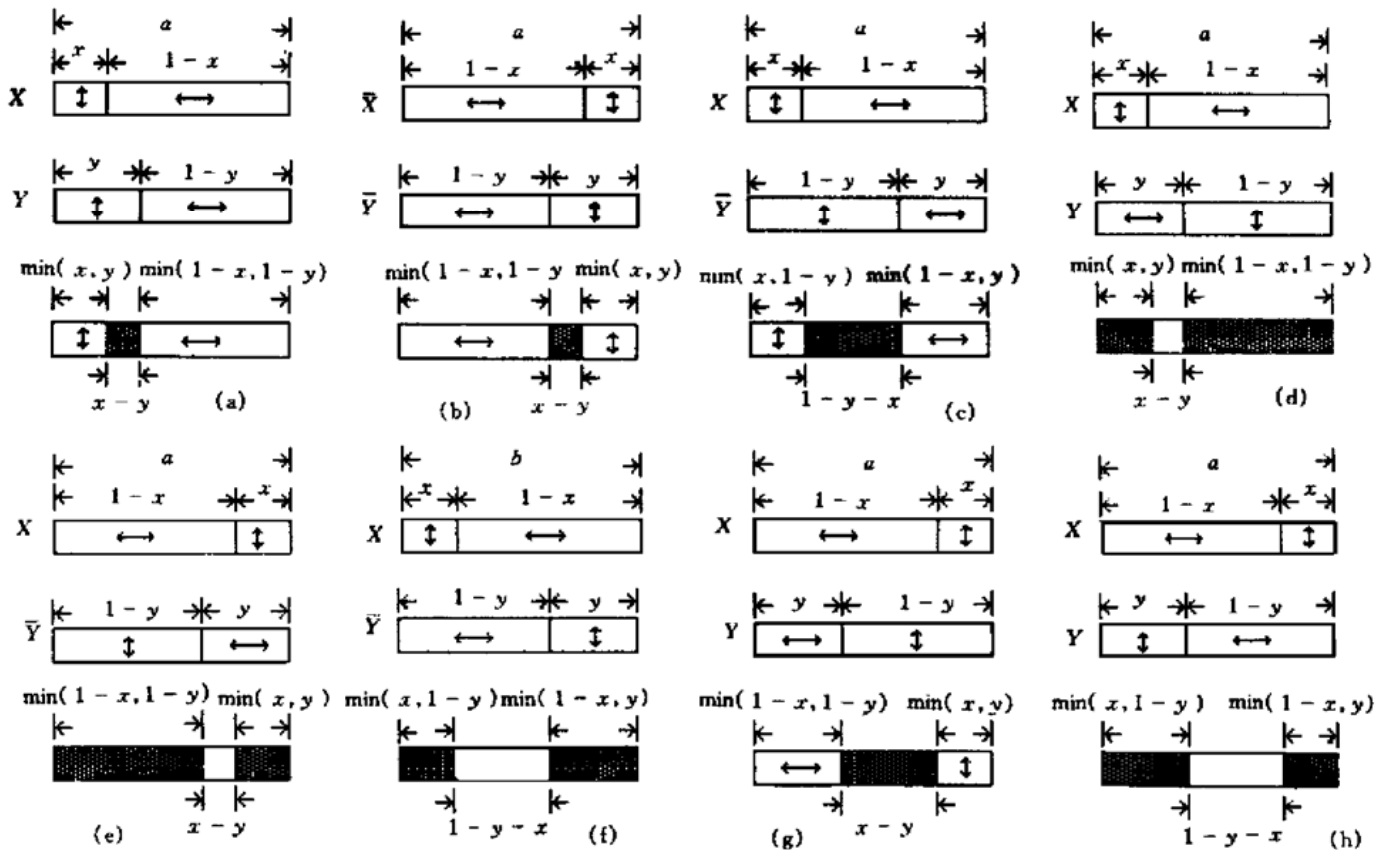 a
x 1 - x
X
y 1 - y
Y
min( x, y) min( 1 - x, 1 - y)
x - y
(a)
a
1 - x x
X̄
1 - y y
Ȳ
min( 1 - x, 1 - y min( x, y)
x - y
(b)
a
x 1 - x
X
1 - y y
Ȳ
min( x, 1 - y) min( 1 - x, y)
1 - y - x
(c)
a
x 1 - x
X
y 1 - y
Y
min( x, y) min( 1 - x, 1 - y)
x - y
(d)
a
1 - x x
X
1 - y y
Ȳ
min( 1 - x, 1 - y) min( x, y)
x - y
(e)
b
x 1 - x
X
1 - y y
Ȳ
min( x, 1 - y) min( 1 - x, y)
1 - y - x
(f)
a
1 - x x
X
y 1 - y
Y
min( 1 - x, 1 - y) min( x, y)
x - y
(g)
a
1 - x x
X
y 1 - y
Y
min( x, 1 - y) min( 1 - x, y)
1 - y - x
(h)